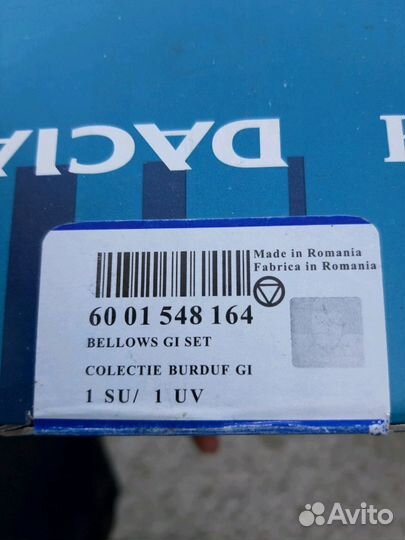 DACIA
Made in Romania
Fabrica in Romania
60 01 548 164
BELLOWS GI SET
COLECTIE BURDUF GI
1 SU/ 1 UV
Avito